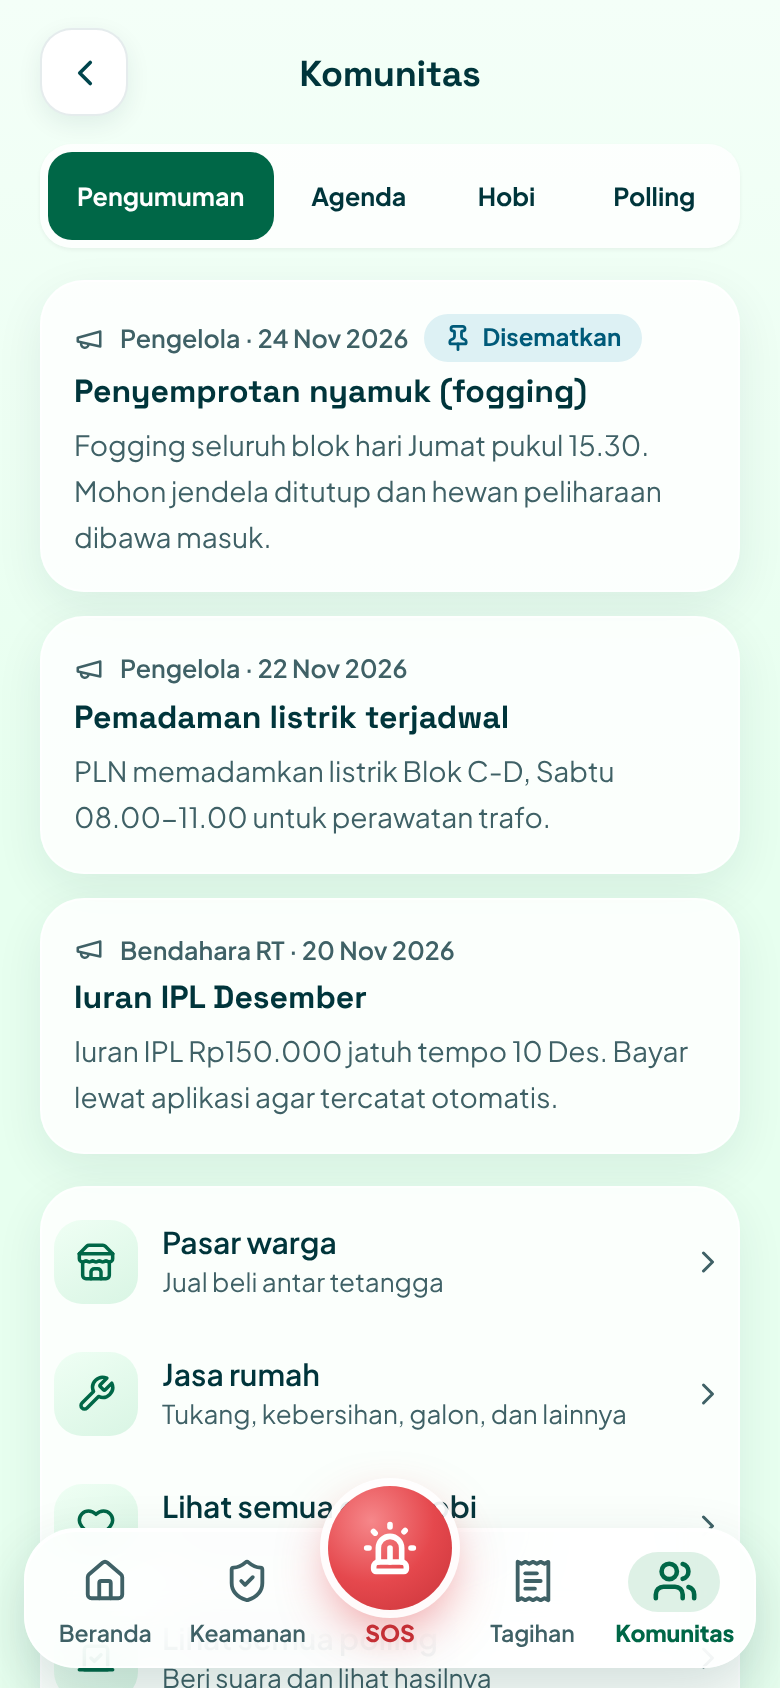 Komunitas
Pengumuman
Agenda
Hobi
Polling
Pengelola · 24 Nov 2026
Disematkan
Penyemprotan nyamuk (fogging)
Fogging seluruh blok hari Jumat pukul 15.30.
Mohon jendela ditutup dan hewan peliharaan
dibawa masuk.
Pengelola · 22 Nov 2026
Pemadaman listrik terjadwal
PLN memadamkan listrik Blok C-D, Sabtu
08.00–11.00 untuk perawatan trafo.
Bendahara RT · 20 Nov 2026
Iuran IPL Desember
Iuran IPL Rp150.000 jatuh tempo 10 Des. Bayar
lewat aplikasi agar tercatat otomatis.
Pasar warga
Jual beli antar tetangga
Jasa rumah
Tukang, kebersihan, galon, dan lainnya
Lihat semua
Beranda
Keamanan
SOS
Tagihan
Komunitas
Lihat semua polling
Beri suara dan lihat hasilnya